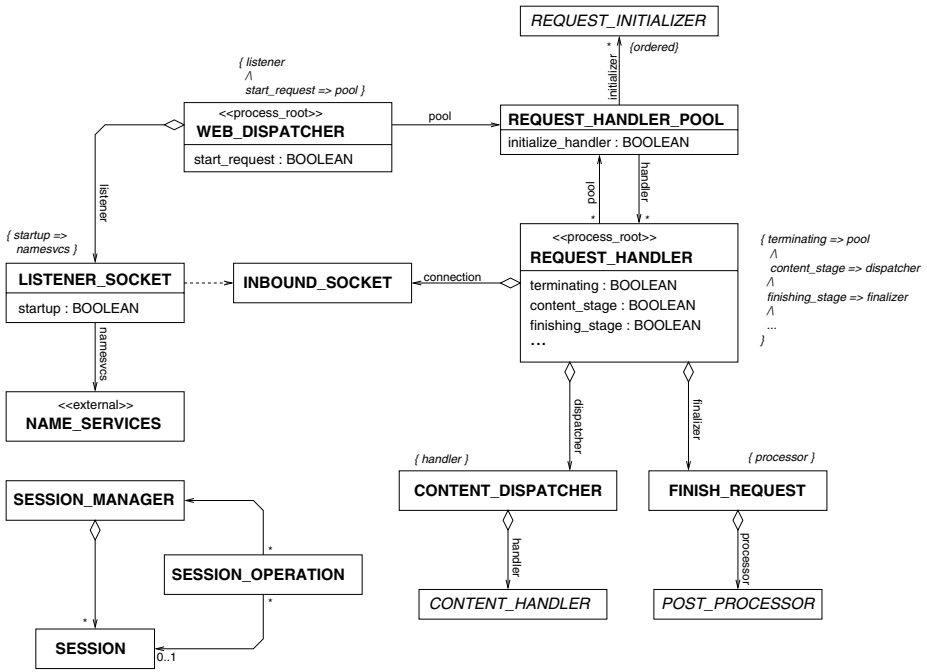 REQUEST_INITIALIZER
* {ordered}
initializer
{ listener
/\
start_request => pool }
<<process_root>>
WEB_DISPATCHER
start_request : BOOLEAN
pool
REQUEST_HANDLER_POOL
initialize_handler : BOOLEAN
listener
pool
handler
* *
{ startup =>
namesvcs }
LISTENER_SOCKET
startup : BOOLEAN
INBOUND_SOCKET
connection
<<process_root>>
REQUEST_HANDLER
terminating : BOOLEAN
content_stage : BOOLEAN
finishing_stage : BOOLEAN
...
{ terminating => pool
/\
content_stage => dispatcher
/\
finishing_stage => finalizer
/\
...
}
namesvcs
<<external>>
NAME_SERVICES
dispatcher
finalizer
{ handler }
CONTENT_DISPATCHER
{ processor }
FINISH_REQUEST
handler
processor
CONTENT_HANDLER
POST_PROCESSOR
SESSION_MANAGER
*
SESSION_OPERATION
*
*
SESSION
0..1